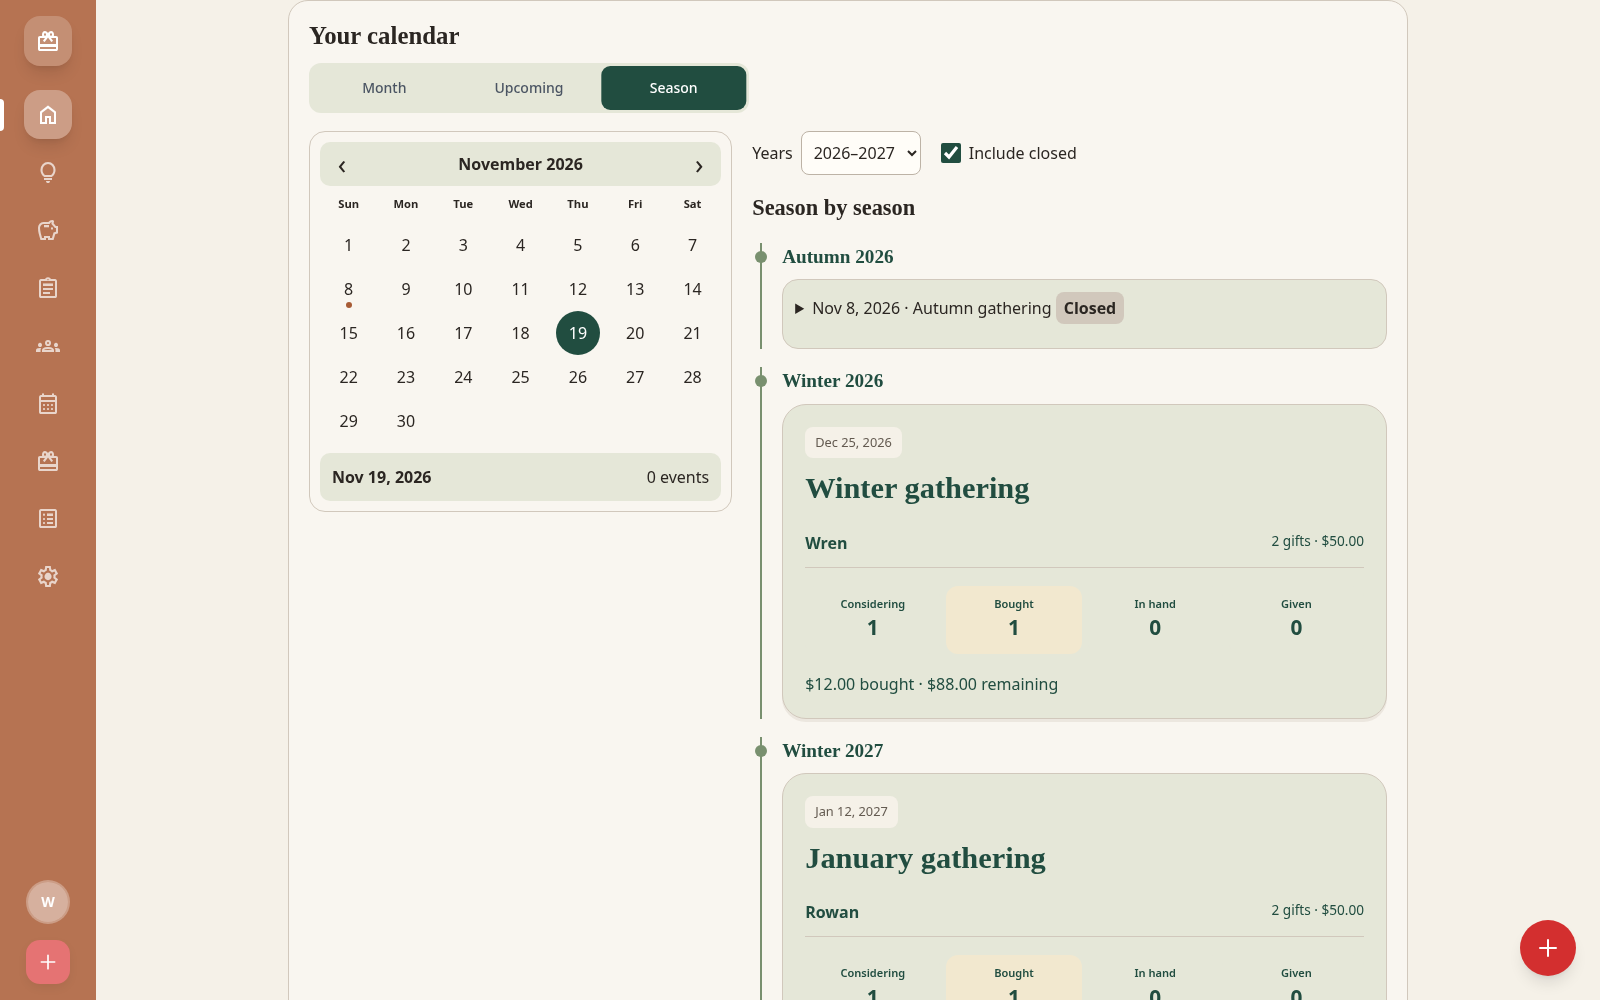 Your calendar
Month Upcoming Season
‹ November 2026 ›
Sun Mon Tue Wed Thu Fri Sat
1 2 3 4 5 6 7
8 9 10 11 12 13 14
15 16 17 18 19 20 21
22 23 24 25 26 27 28
29 30
Nov 19, 2026 0 events
Years 2026–2027 Include closed
Season by season
Autumn 2026
Nov 8, 2026 · Autumn gathering Closed
Winter 2026
Dec 25, 2026
Winter gathering
Wren 2 gifts · $50.00
Considering Bought In hand Given
1 1 0 0
$12.00 bought · $88.00 remaining
Winter 2027
Jan 12, 2027
January gathering
Rowan 2 gifts · $50.00
Considering Bought In hand Given
1 1 0 0
W